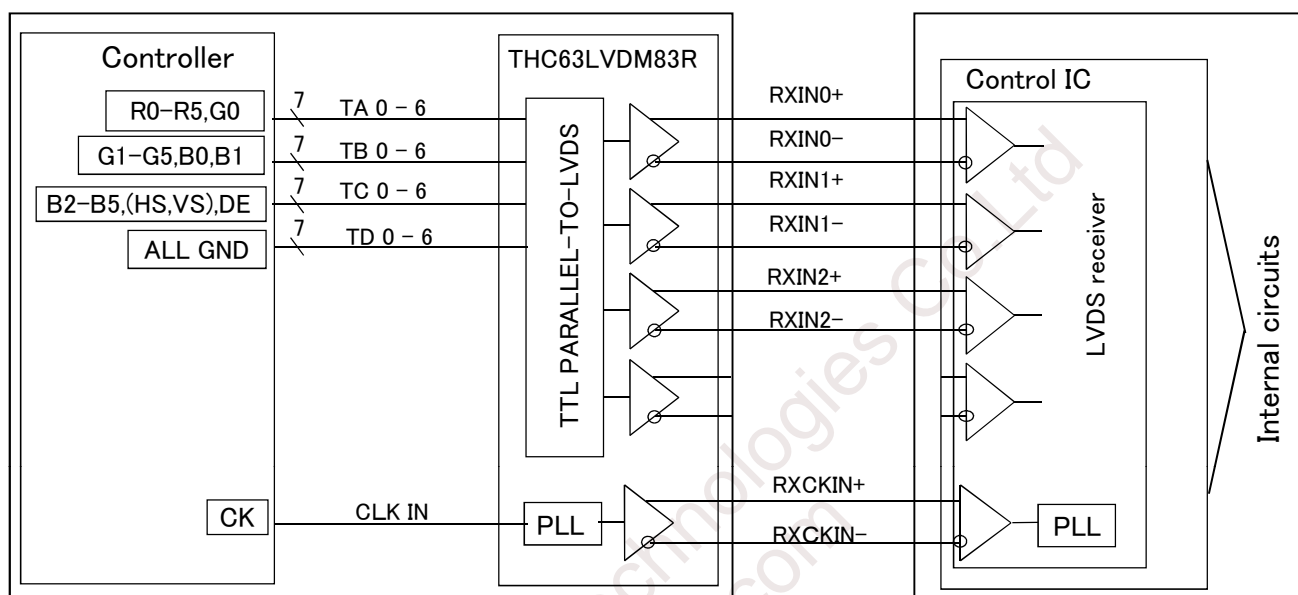 Controller
R0-R5,G0
G1-G5,B0,B1
B2-B5,(HS,VS),DE
ALL GND
CK
7
TA 0 - 6
7
TB 0 - 6
7
TC 0 - 6
7
TD 0 - 6
CLK IN
THC63LVDM83R
TTL PARALLEL-TO-LVDS
PLL
RXIN0+
RXIN0-
RXIN1+
RXIN1-
RXIN2+
RXIN2-
RXCKIN+
RXCKIN-
Control IC
LVDS receiver
PLL
Internal circuits